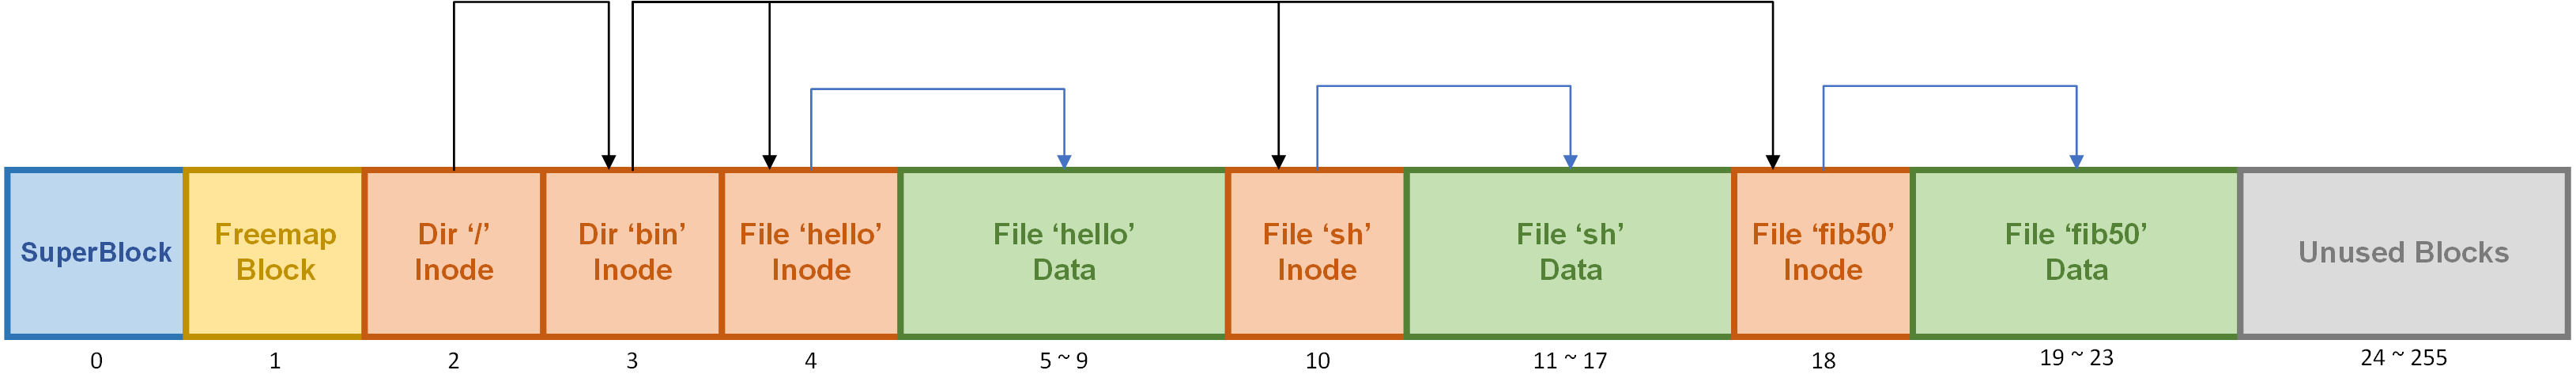 SuperBlock
Freemap
Block
Dir ‘/’
Inode
Dir ‘bin’
Inode
File ‘hello’
Inode
File ‘hello’
Data
File ‘sh’
Inode
File ‘sh’
Data
File ‘fib50’
Inode
File ‘fib50’
Data
Unused Blocks
0
1
2
3
4
5 ~ 9
10
11 ~ 17
18
19 ~ 23
24 ~ 255